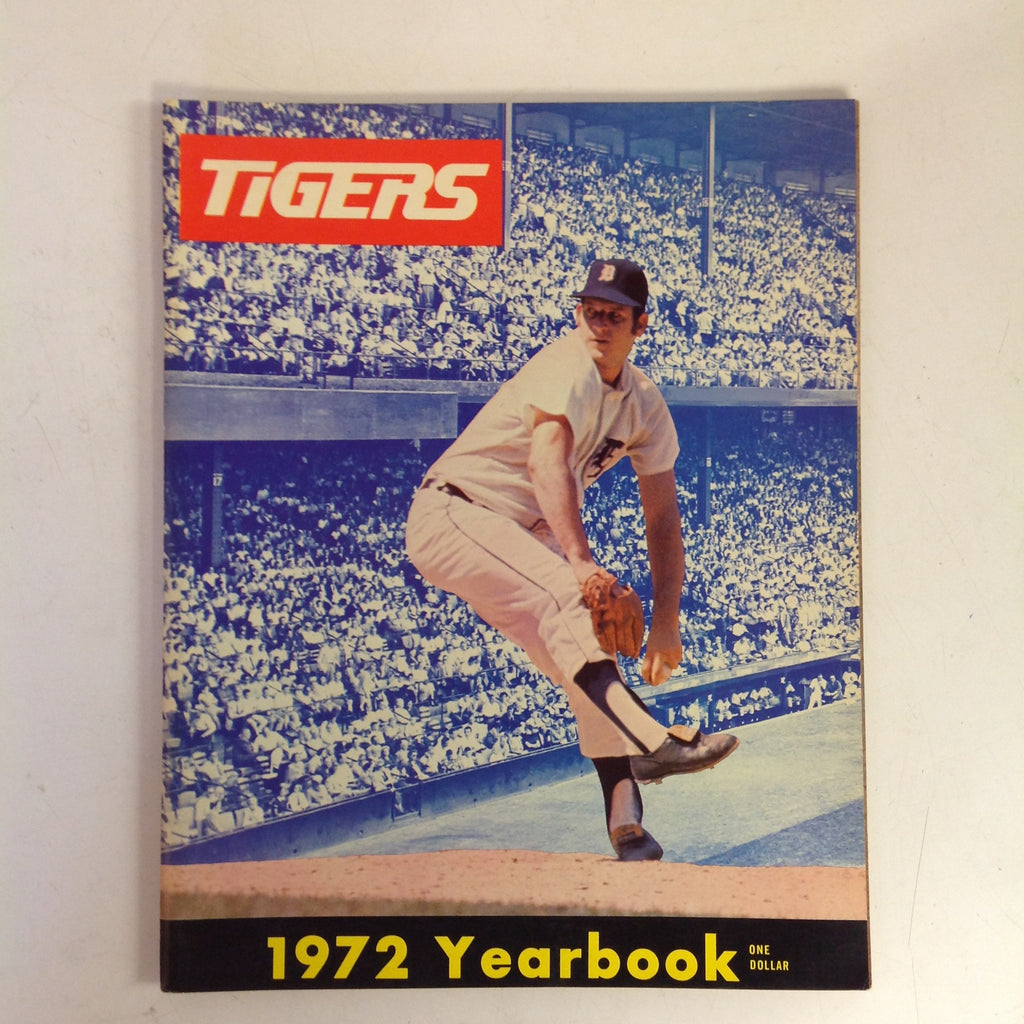 TiGERS
D
1972 Yearbook
ONE
DOLLAR